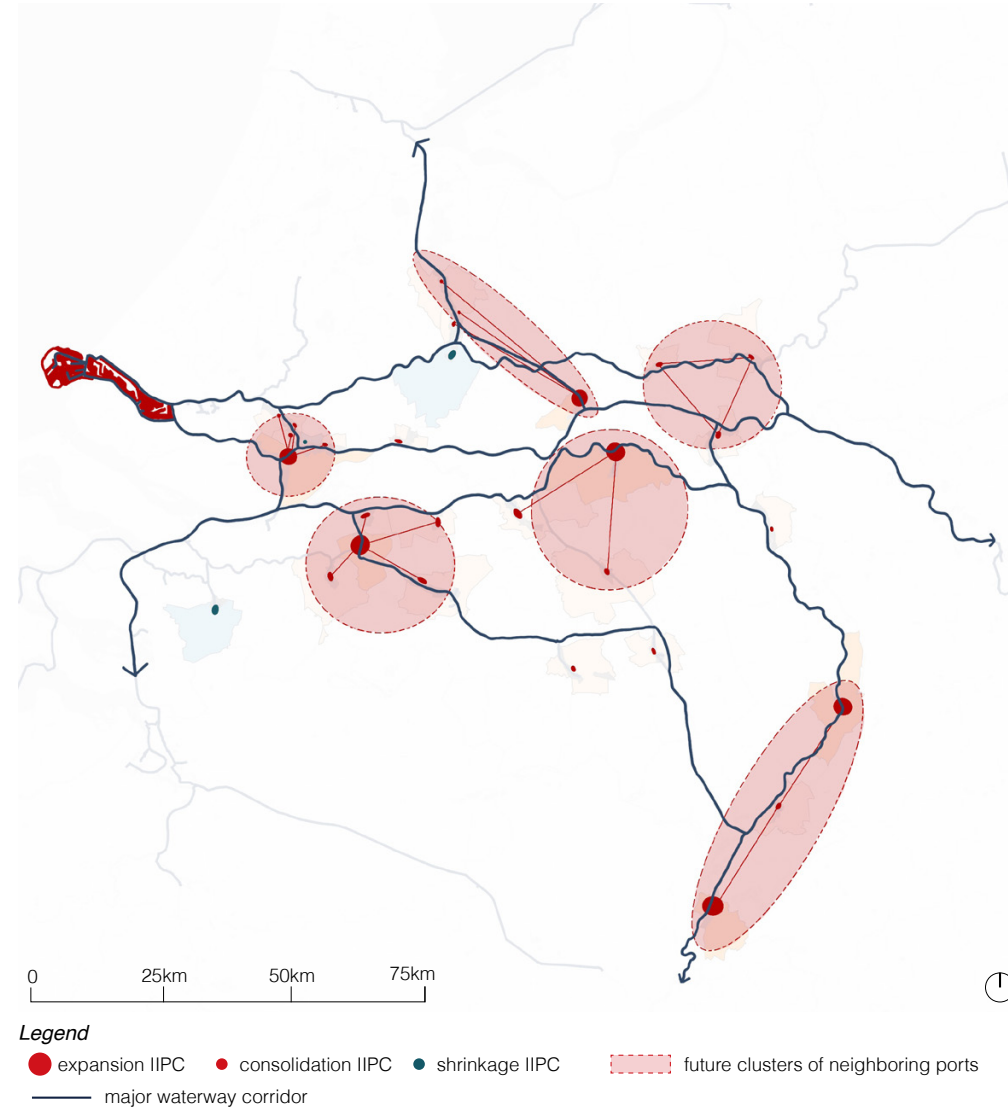 0 25km 50km 75km
Legend
expansion IIPC consolidation IIPC shrinkage IIPC future clusters of neighboring ports
major waterway corridor